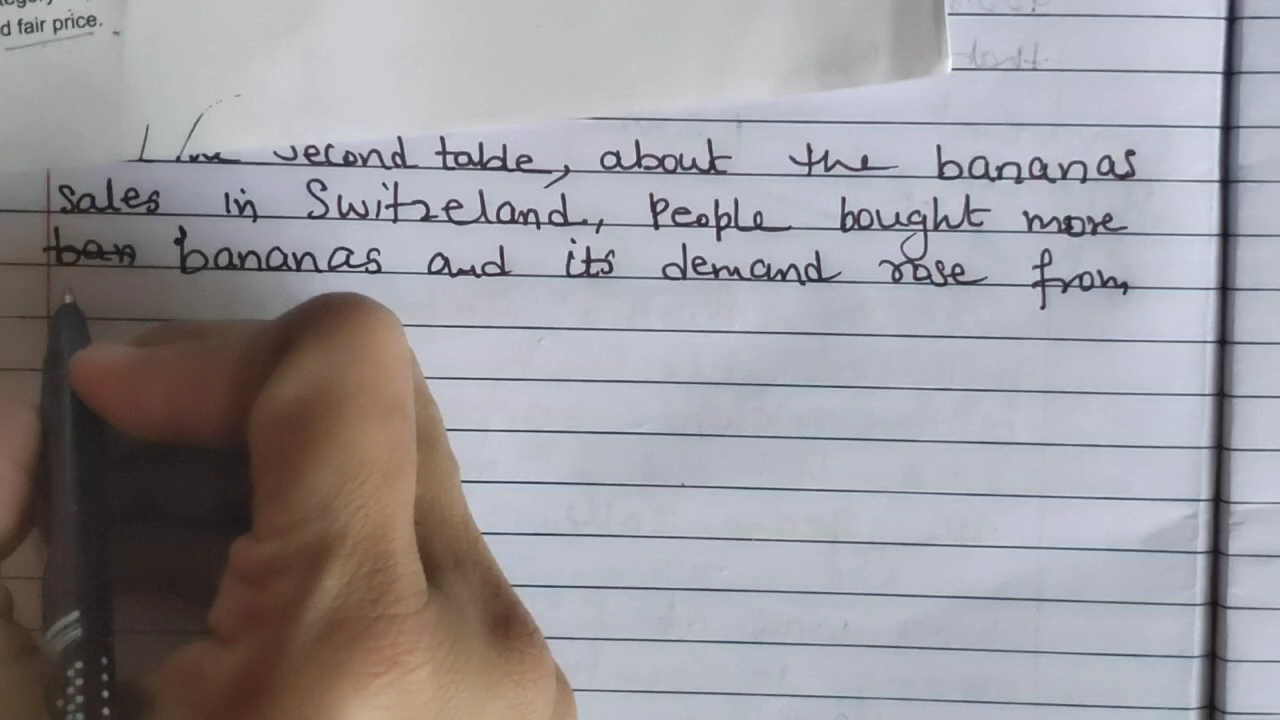 d fair price.
second table, about the bananas
sales in Switzeland, People bought more
ban bananas and its demand rose from